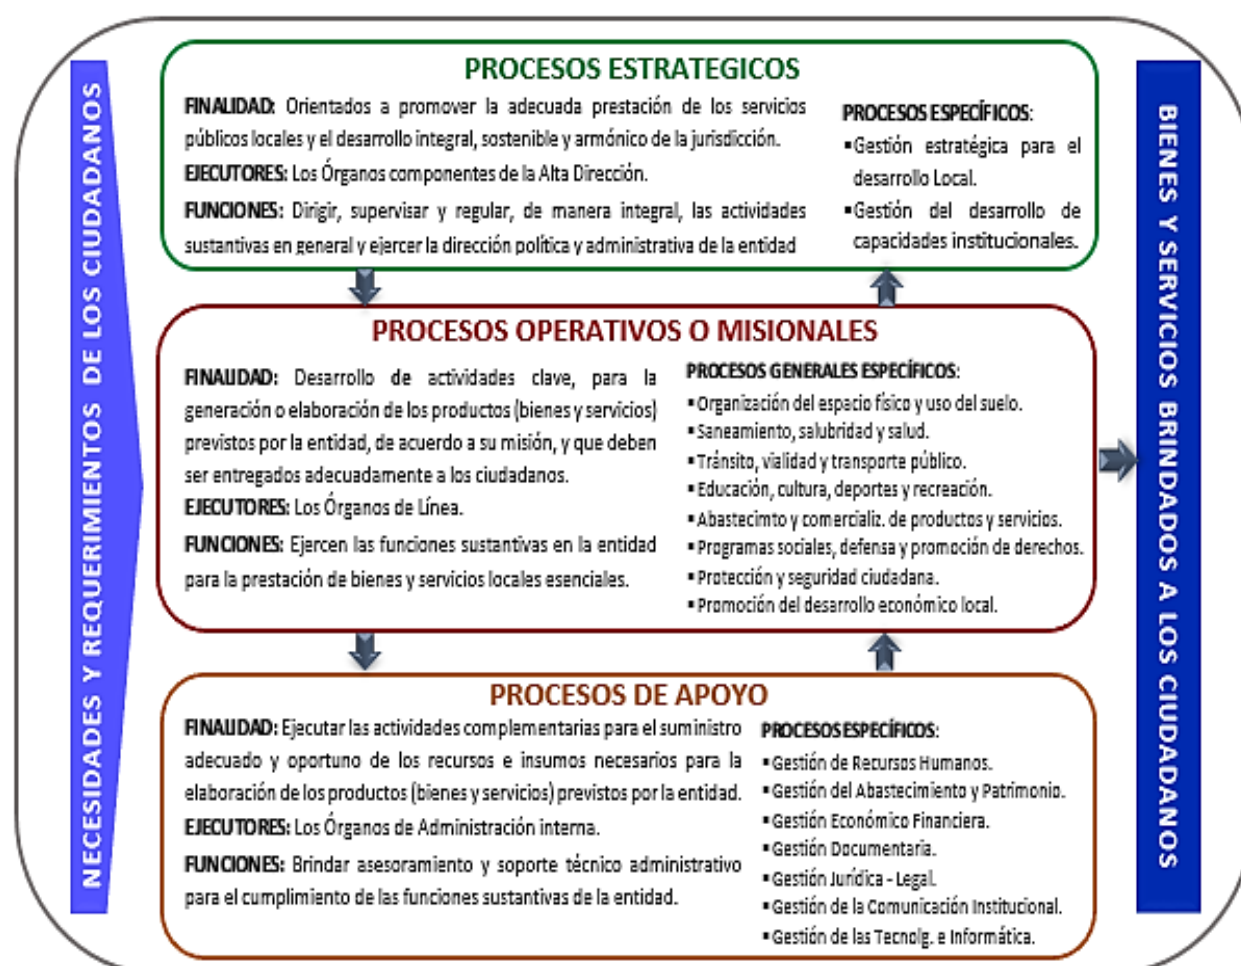 NECESIDADES Y REQUERIMIENTOS DE LOS CIUDADANOS
PROCESOS ESTRATEGICOS
FINALIDAD: Orientados a promover la adecuada prestación de los servicios
públicos locales y el desarrollo integral, sostenible y armónico de la jurisdicción.
EJECUTORES: Los Órganos componentes de la Alta Dirección.
FUNCIONES: Dirigir, supervisar y regular, de manera integral, las actividades
sustantivas en general y ejercer la dirección política y administrativa de la entidad
PROCESOS ESPECÍFICOS:
▪Gestión estratégica para el
desarrollo Local.
▪Gestión del desarrollo de
capacidades institucionales.
PROCESOS OPERATIVOS O MISIONALES
FINALIDAD: Desarrollo de actividades clave, para la
generación o elaboración de los productos (bienes y servicios)
previstos por la entidad, de acuerdo a su misión, y que deben
ser entregados adecuadamente a los ciudadanos.
EJECUTORES: Los Órganos de Línea.
FUNCIONES: Ejercen las funciones sustantivas en la entidad
para la prestación de bienes y servicios locales esenciales.
PROCESOS GENERALES ESPECÍFICOS:
▪Organización del espacio físico y uso del suelo.
▪Saneamiento, salubridad y salud.
▪Tránsito, vialidad y transporte público.
▪Educación, cultura, deportes y recreación.
▪Abastecimto y comercializ. de productos y servicios.
▪Programas sociales, defensa y promoción de derechos.
▪Protección y seguridad ciudadana.
▪Promoción del desarrollo económico local.
PROCESOS DE APOYO
FINALIDAD: Ejecutar las actividades complementarias para el suministro
adecuado y oportuno de los recursos e insumos necesarios para la
elaboración de los productos (bienes y servicios) previstos por la entidad.
EJECUTORES: Los Órganos de Administración interna.
FUNCIONES: Brindar asesoramiento y soporte técnico administrativo
para el cumplimiento de las funciones sustantivas de la entidad.
PROCESOS ESPECÍFICOS:
▪Gestión de Recursos Humanos.
▪Gestión del Abastecimiento y Patrimonio.
▪Gestión Económico Financiera.
▪Gestión Documentaria.
▪Gestión Jurídica - Legal.
▪Gestión de la Comunicación Institucional.
▪Gestión de las Tecnolg. e Informática.
BIENES Y SERVICIOS BRINDADOS A LOS CIUDADANOS